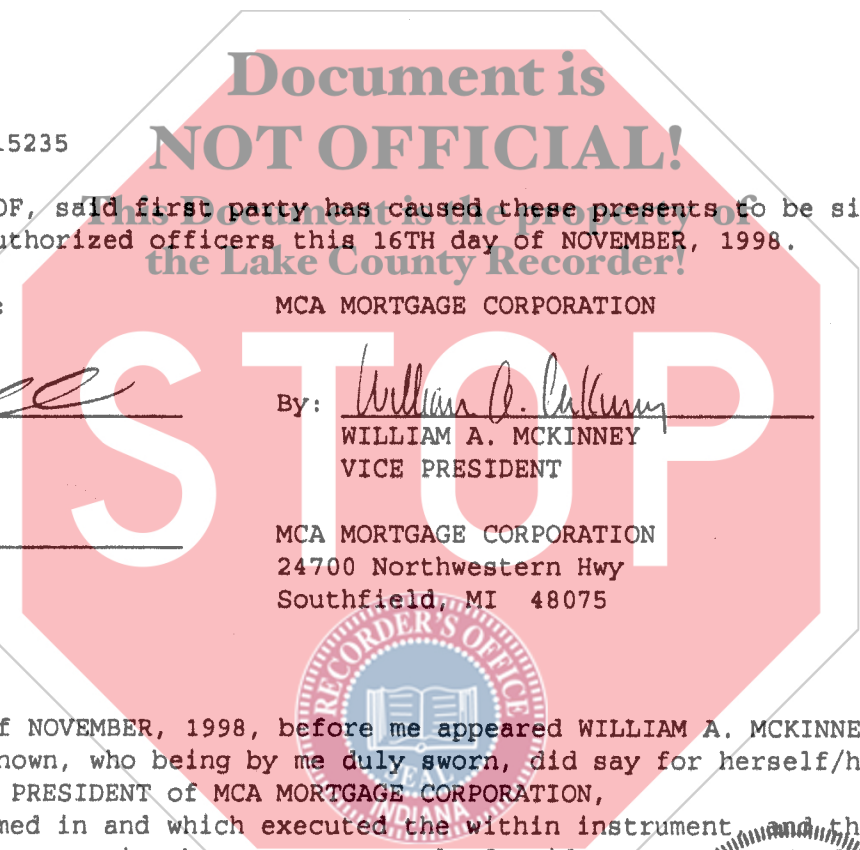 Document is
NOT OFFICIAL!
15235
OF, said first party has caused these presents to be si
This Document is the property of
uthorized officers this 16TH day of NOVEMBER, 1998.
the Lake County Recorder!
: MCA MORTGAGE CORPORATION
STOP
By: William A. McKinney
WILLIAM A. MCKINNEY
VICE PRESIDENT
MCA MORTGAGE CORPORATION
24700 Northwestern Hwy
Southfield, MI 48075
RECORDER'S OFFICE
SEAL
INDIANA
f NOVEMBER, 1998, before me appeared WILLIAM A. MCKINNE
nown, who being by me duly sworn, did say for herself/h
PRESIDENT of MCA MORTGAGE CORPORATION,
med in and which executed the within instrument, and th